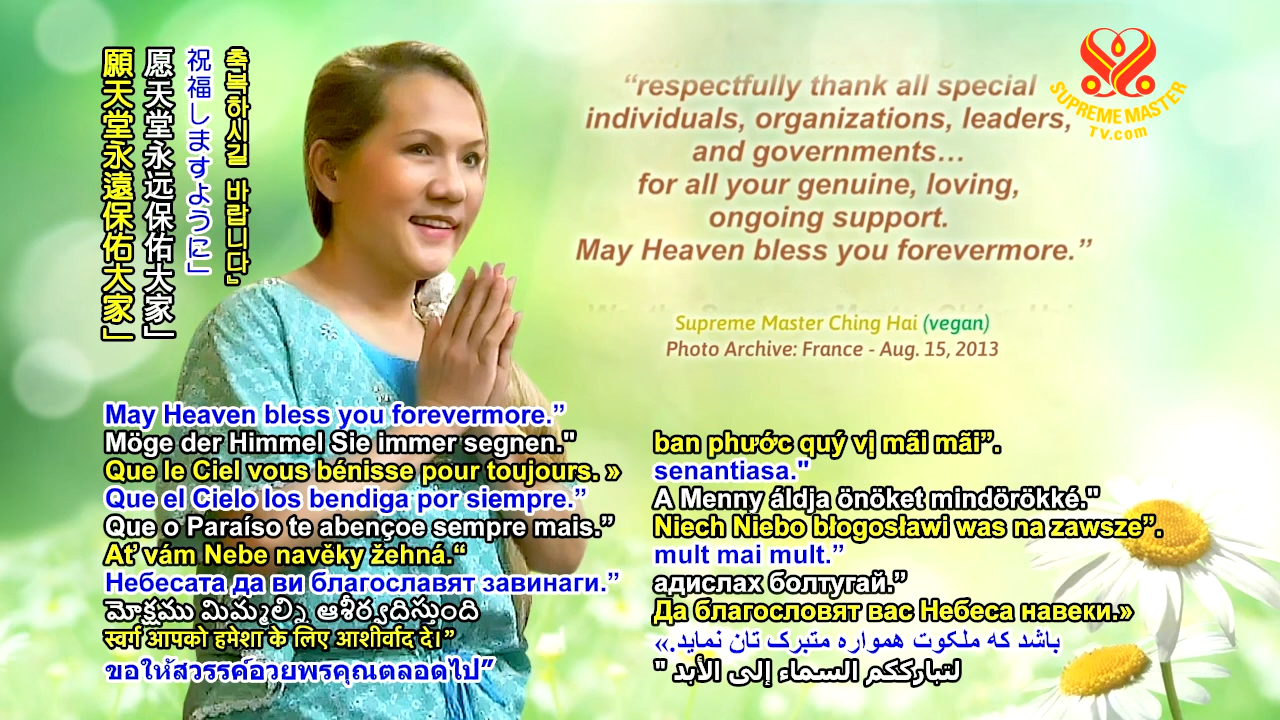 願天堂永遠保佑大家」
愿天堂永远保佑大家」
祝福しますように」
축복하시길 바랍니다』
“respectfully thank all special
individuals, organizations, leaders,
and governments…
for all your genuine, loving,
ongoing support.
May Heaven bless you forevermore.”
SUPREME MASTER
TV.com
Supreme Master Ching Hai (vegan)
Photo Archive: France - Aug. 15, 2013
May Heaven bless you forevermore.”
Möge der Himmel Sie immer segnen."
Que le Ciel vous bénisse pour toujours. »
Que el Cielo los bendiga por siempre.”
Que o Paraíso te abençoe sempre mais.”
Ať vám Nebe navěky žehná.“
Небесата да ви благославят завинаги.”
మోక్షము మిమ్మల్ని ఆశీర్వదిస్తుంది
स्वर्ग आपको हमेशा के लिए आशीर्वाद दे।”
ขอให้สวรรค์อวยพรคุณตลอดไป”
ban phước quý vị mãi mãi”.
senantiasa."
A Menny áldja önöket mindörökké."
Niech Niebo błogosławi was na zawsze”.
mult mai mult.”
адислах болтугай.”
Да благословят вас Небеса навеки.»
باشد که ملکوت همواره متبرک تان نماید.»
لتبارككم السماء إلى الأبد "